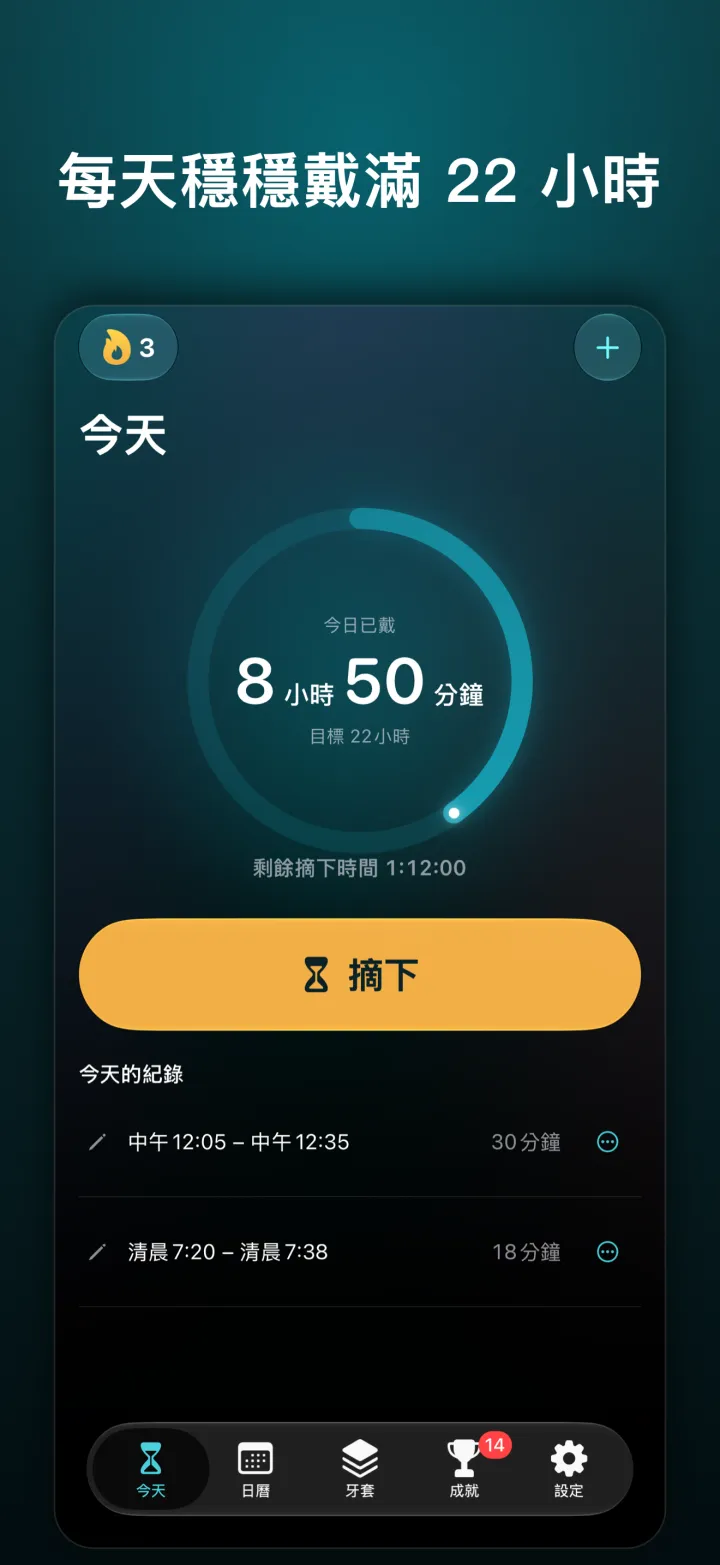 每天穩穩戴滿 22 小時
3
今天
今日已戴
8 小時 50 分鐘
目標 22小時
剩餘摘下時間 1:12:00
摘下
今天的紀錄
中午12:05 – 中午12:35 30分鐘
清晨7:20 – 清晨7:38 18分鐘
14
今天 日曆 牙套 成就 設定